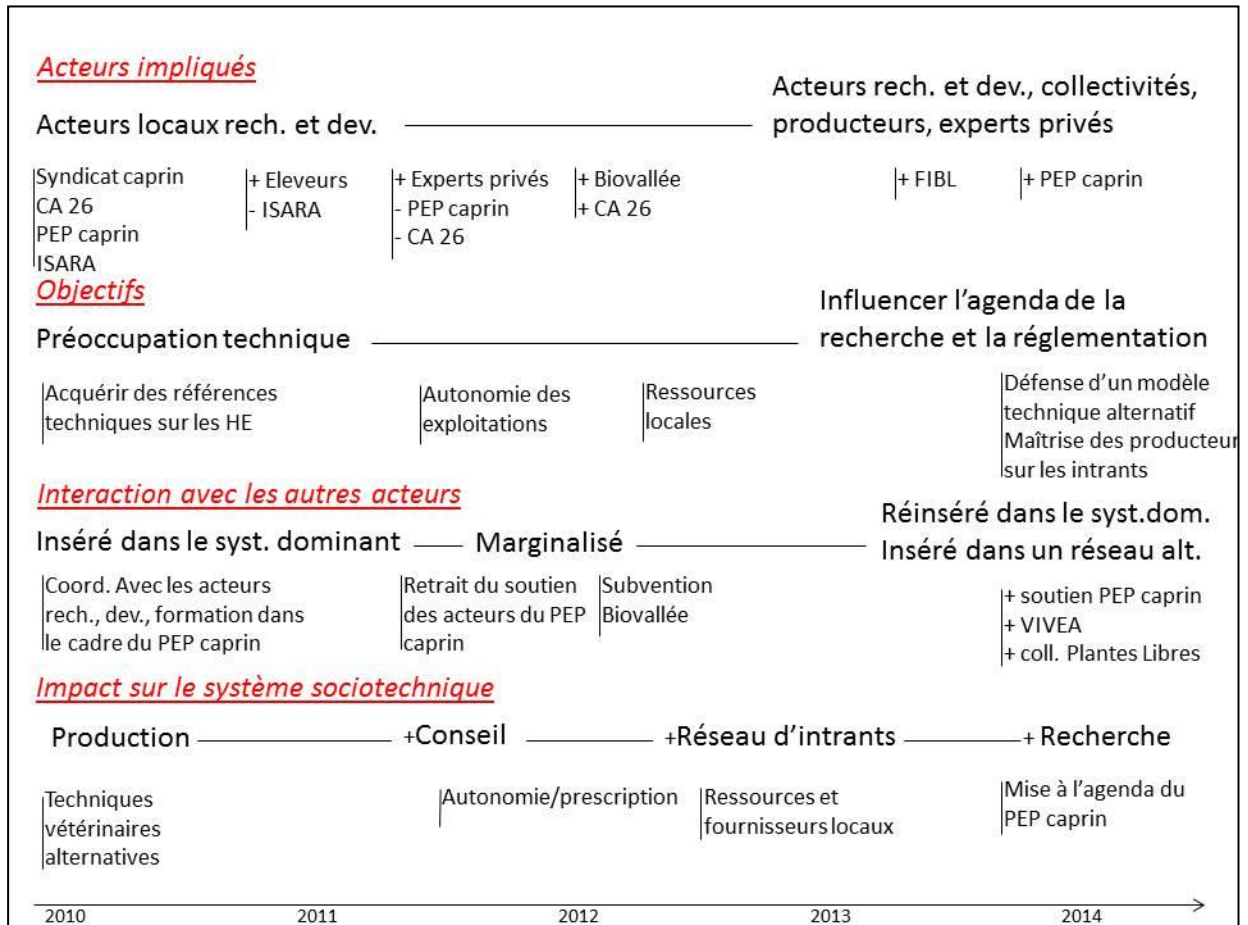 Acteurs impliqués
Acteurs locaux rech. et dev.
Acteurs rech. et dev., collectivités,
producteurs, experts privés
Syndicat caprin
CA 26
PEP caprin
ISARA
+ Eleveurs
- ISARA
+ Experts privés
- PEP caprin
- CA 26
+ Biovallée
+ CA 26
+ FIBL
+ PEP caprin
Objectifs
Préoccupation technique
Influencer l'agenda de la
recherche et la réglementation
Acquérir des références
techniques sur les HE
Autonomie des
exploitations
Ressources
locales
Défense d'un modèle
technique alternatif
Maîtrise des producteur
sur les intrants
Interaction avec les autres acteurs
Inséré dans le syst. dominant
Marginalisé
Réinséré dans le syst.dom.
Inséré dans un réseau alt.
Coord. Avec les acteurs
rech., dev., formation dans
le cadre du PEP caprin
Retrait du soutien
des acteurs du PEP
caprin
Subvention
Biovallée
+ soutien PEP caprin
+ VIVEA
+ coll. Plantes Libres
Impact sur le système sociotechnique
Production
+Conseil
+Réseau d'intrants
+ Recherche
Techniques
vétérinaires
alternatives
Autonomie/prescription
Ressources et
fournisseurs locaux
Mise à l'agenda du
PEP caprin
2010
2011
2012
2013
2014